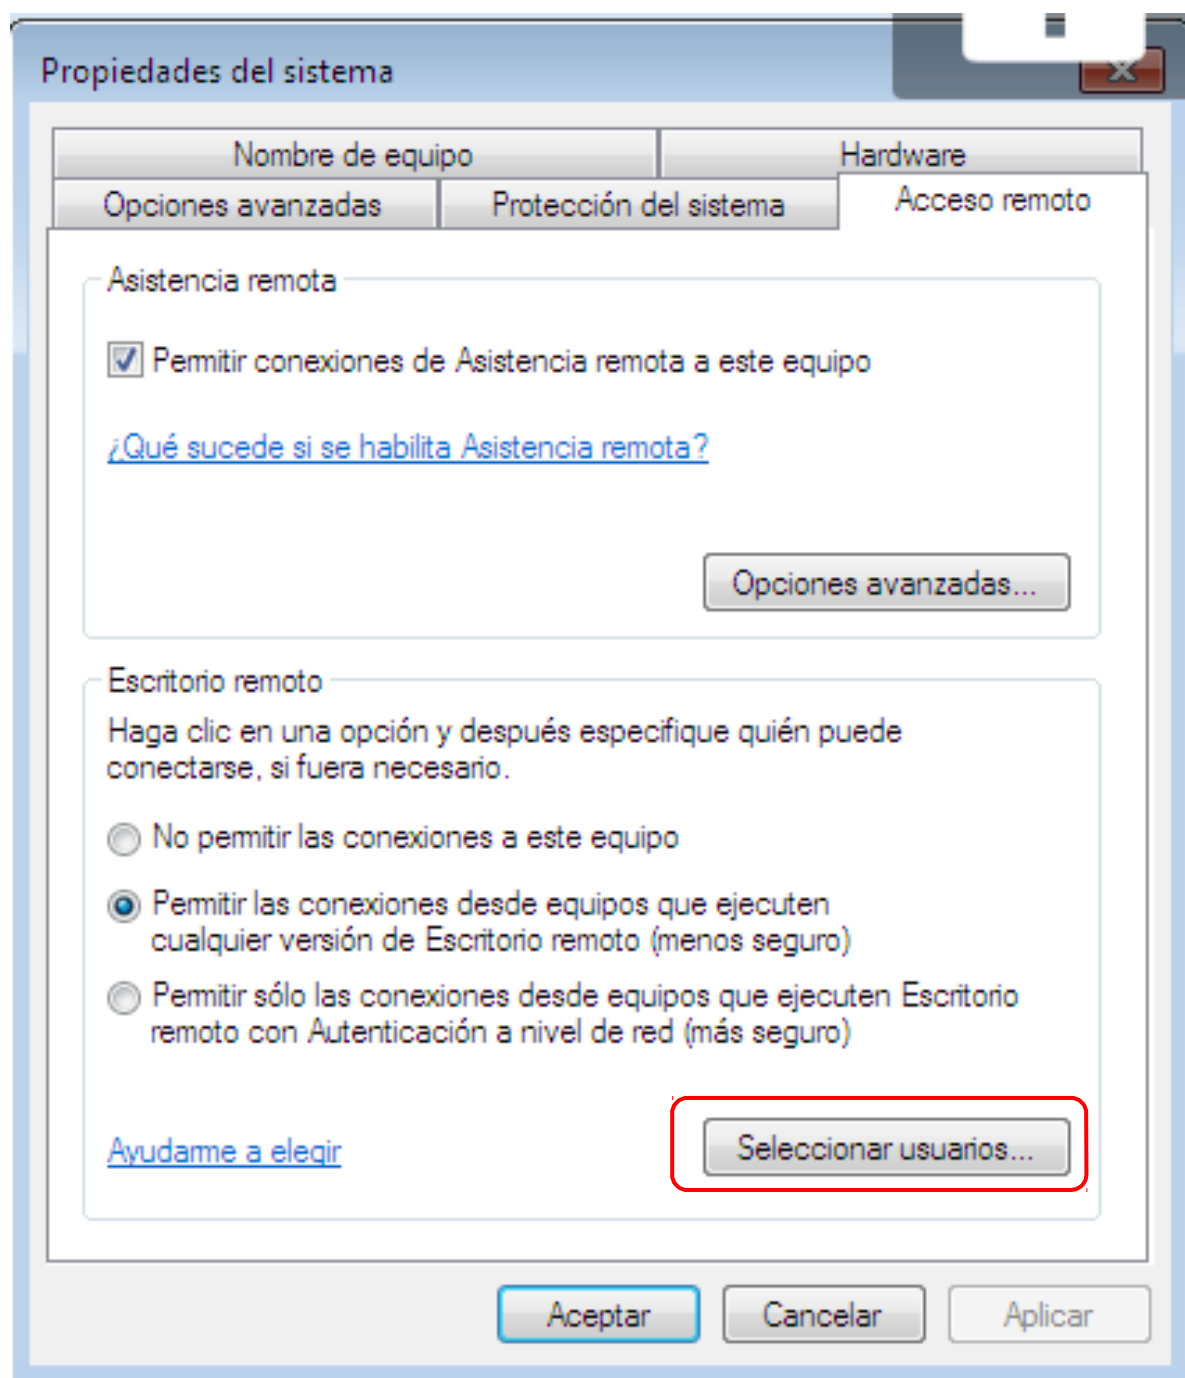 Propiedades del sistema
Nombre de equipo
Hardware
Opciones avanzadas
Protección del sistema
Acceso remoto
Asistencia remota
Permitir conexiones de Asistencia remota a este equipo
¿Qué sucede si se habilita Asistencia remota?
Opciones avanzadas...
Escritorio remoto
Haga clic en una opción y después especifique quién puede
conectarse, si fuera necesario.
No permitir las conexiones a este equipo
Permitir las conexiones desde equipos que ejecuten
cualquier versión de Escritorio remoto (menos seguro)
Permitir sólo las conexiones desde equipos que ejecuten Escritorio
remoto con Autenticación a nivel de red (más seguro)
Ayudarme a elegir
Seleccionar usuarios...
Aceptar
Cancelar
Aplicar